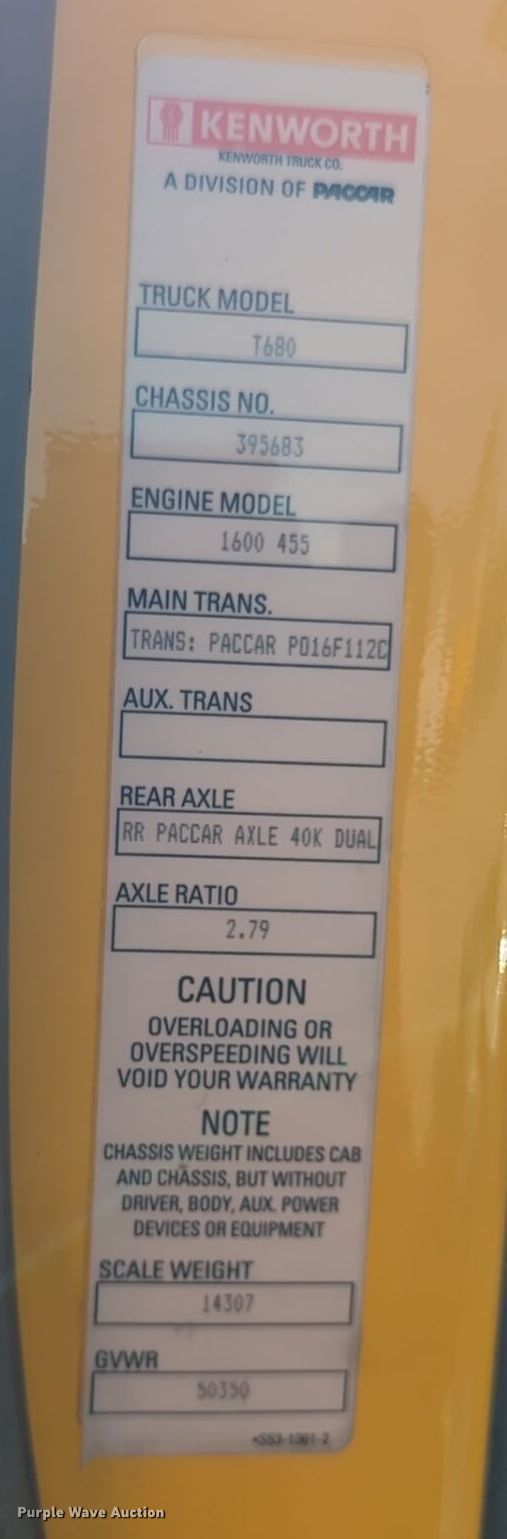 KENWORTH
KENWORTH TRUCK CO.
A DIVISION OF PACCAR
TRUCK MODEL
T680
CHASSIS NO.
395683
ENGINE MODEL
1600 455
MAIN TRANS.
TRANS: PACCAR PO16F112C
AUX. TRANS
REAR AXLE
RR PACCAR AXLE 40K DUAL
AXLE RATIO
2.79
CAUTION
OVERLOADING OR
OVERSPEEDING WILL
VOID YOUR WARRANTY
NOTE
CHASSIS WEIGHT INCLUDES CAB
AND CHASSIS, BUT WITHOUT
DRIVER, BODY, AUX. POWER
DEVICES OR EQUIPMENT
SCALE WEIGHT
14307
GVWR
50350
Purple Wave Auction